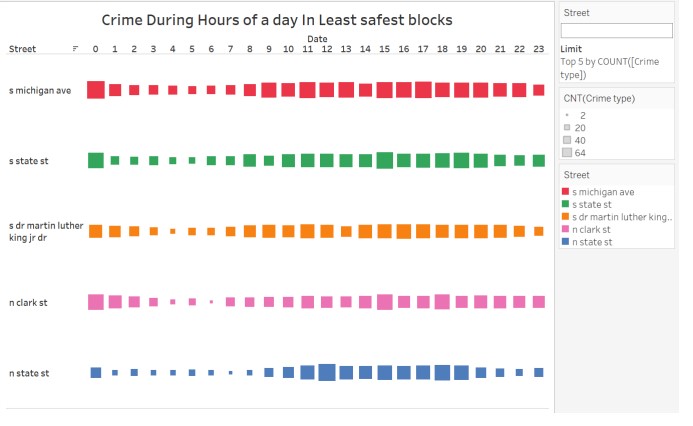 Crime During Hours of a day In Least safest blocks
Date
Street 0 1 2 3 4 5 6 7 8 9 10 11 12 13 14 15 16 17 18 19 20 21 22 23
s michigan ave
s state st
s dr martin luther
king jr dr
n clark st
n state st
Street
Limit
Top 5 by COUNT([Crime
type])
CNT(Crime type)
2
20
40
64
Street
s michigan ave
s state st
s dr martin luther king..
n clark st
n state st